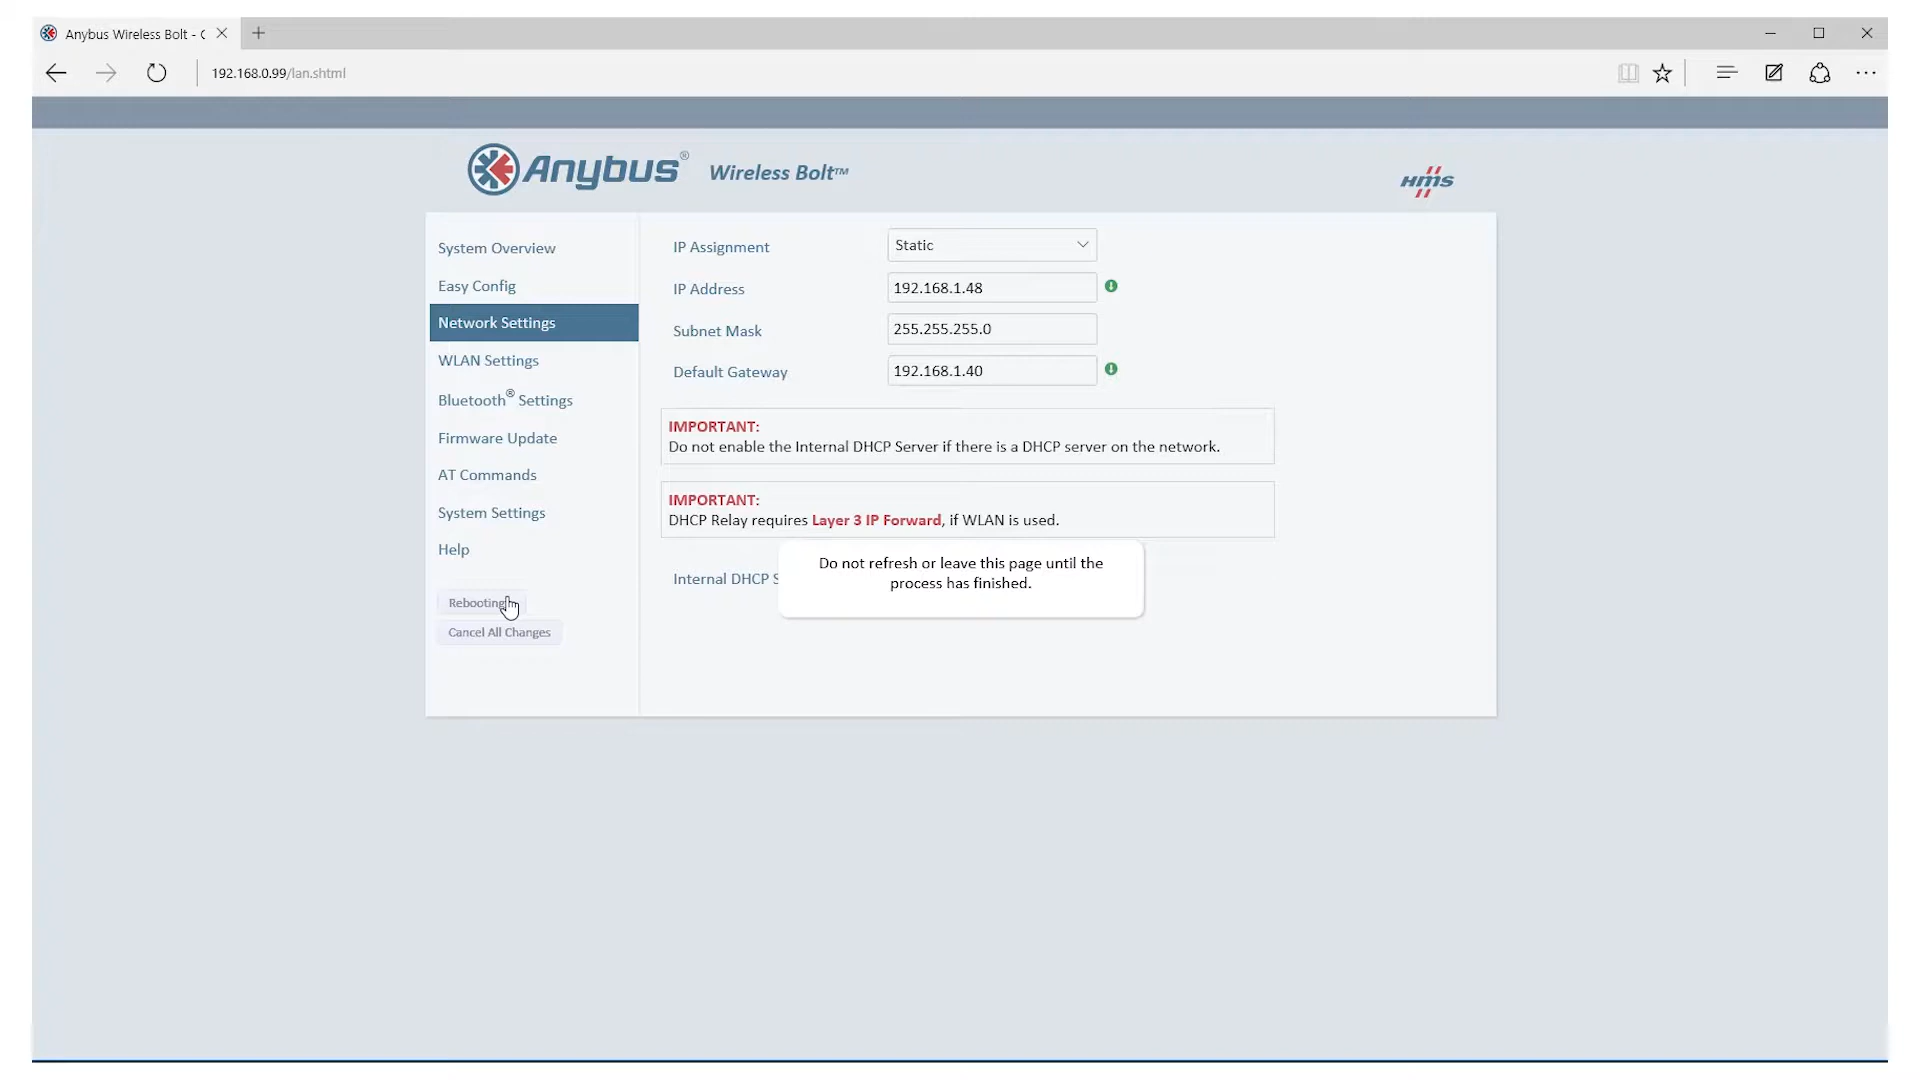 Anybus Wireless Bolt - C
192.168.0.99/lan.shtml
Anybus® Wireless Bolt™
HMS
System Overview
Easy Config
Network Settings
WLAN Settings
Bluetooth® Settings
Firmware Update
AT Commands
System Settings
Help
Rebooting
Cancel All Changes
IP Assignment Static
IP Address 192.168.1.48
Subnet Mask 255.255.255.0
Default Gateway 192.168.1.40
IMPORTANT:
Do not enable the Internal DHCP Server if there is a DHCP server on the network.
IMPORTANT:
DHCP Relay requires Layer 3 IP Forward, if WLAN is used.
Internal DHCP S
Do not refresh or leave this page until the
process has finished.